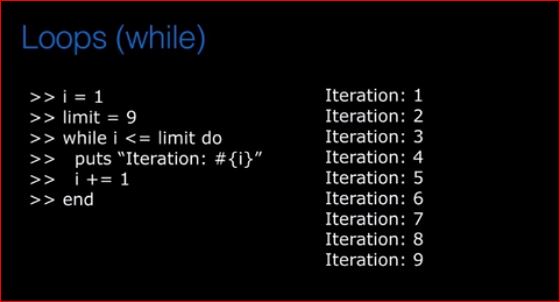 Loops (while)
>> i = 1
>> limit = 9
>> while i <= limit do
>>  puts “Iteration: #{i}”
>>  i += 1
>> end
Iteration: 1
Iteration: 2
Iteration: 3
Iteration: 4
Iteration: 5
Iteration: 6
Iteration: 7
Iteration: 8
Iteration: 9